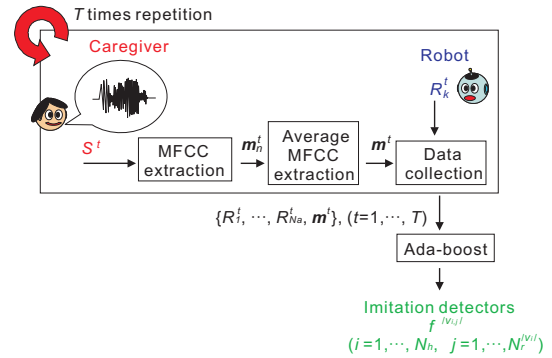 T times repetition
Caregiver
Robot
R_k^t
S^t
MFCC extraction
m_n^t
Average MFCC extraction
m^t
Data collection
{R_1^t, ···, R_{Na}^t, m^t}, (t=1,···, T)
Ada-boost
Imitation detectors
f^{/v_{i,j}/}
(i=1,···, N_h, j=1,···,N_r^{/v_i/})